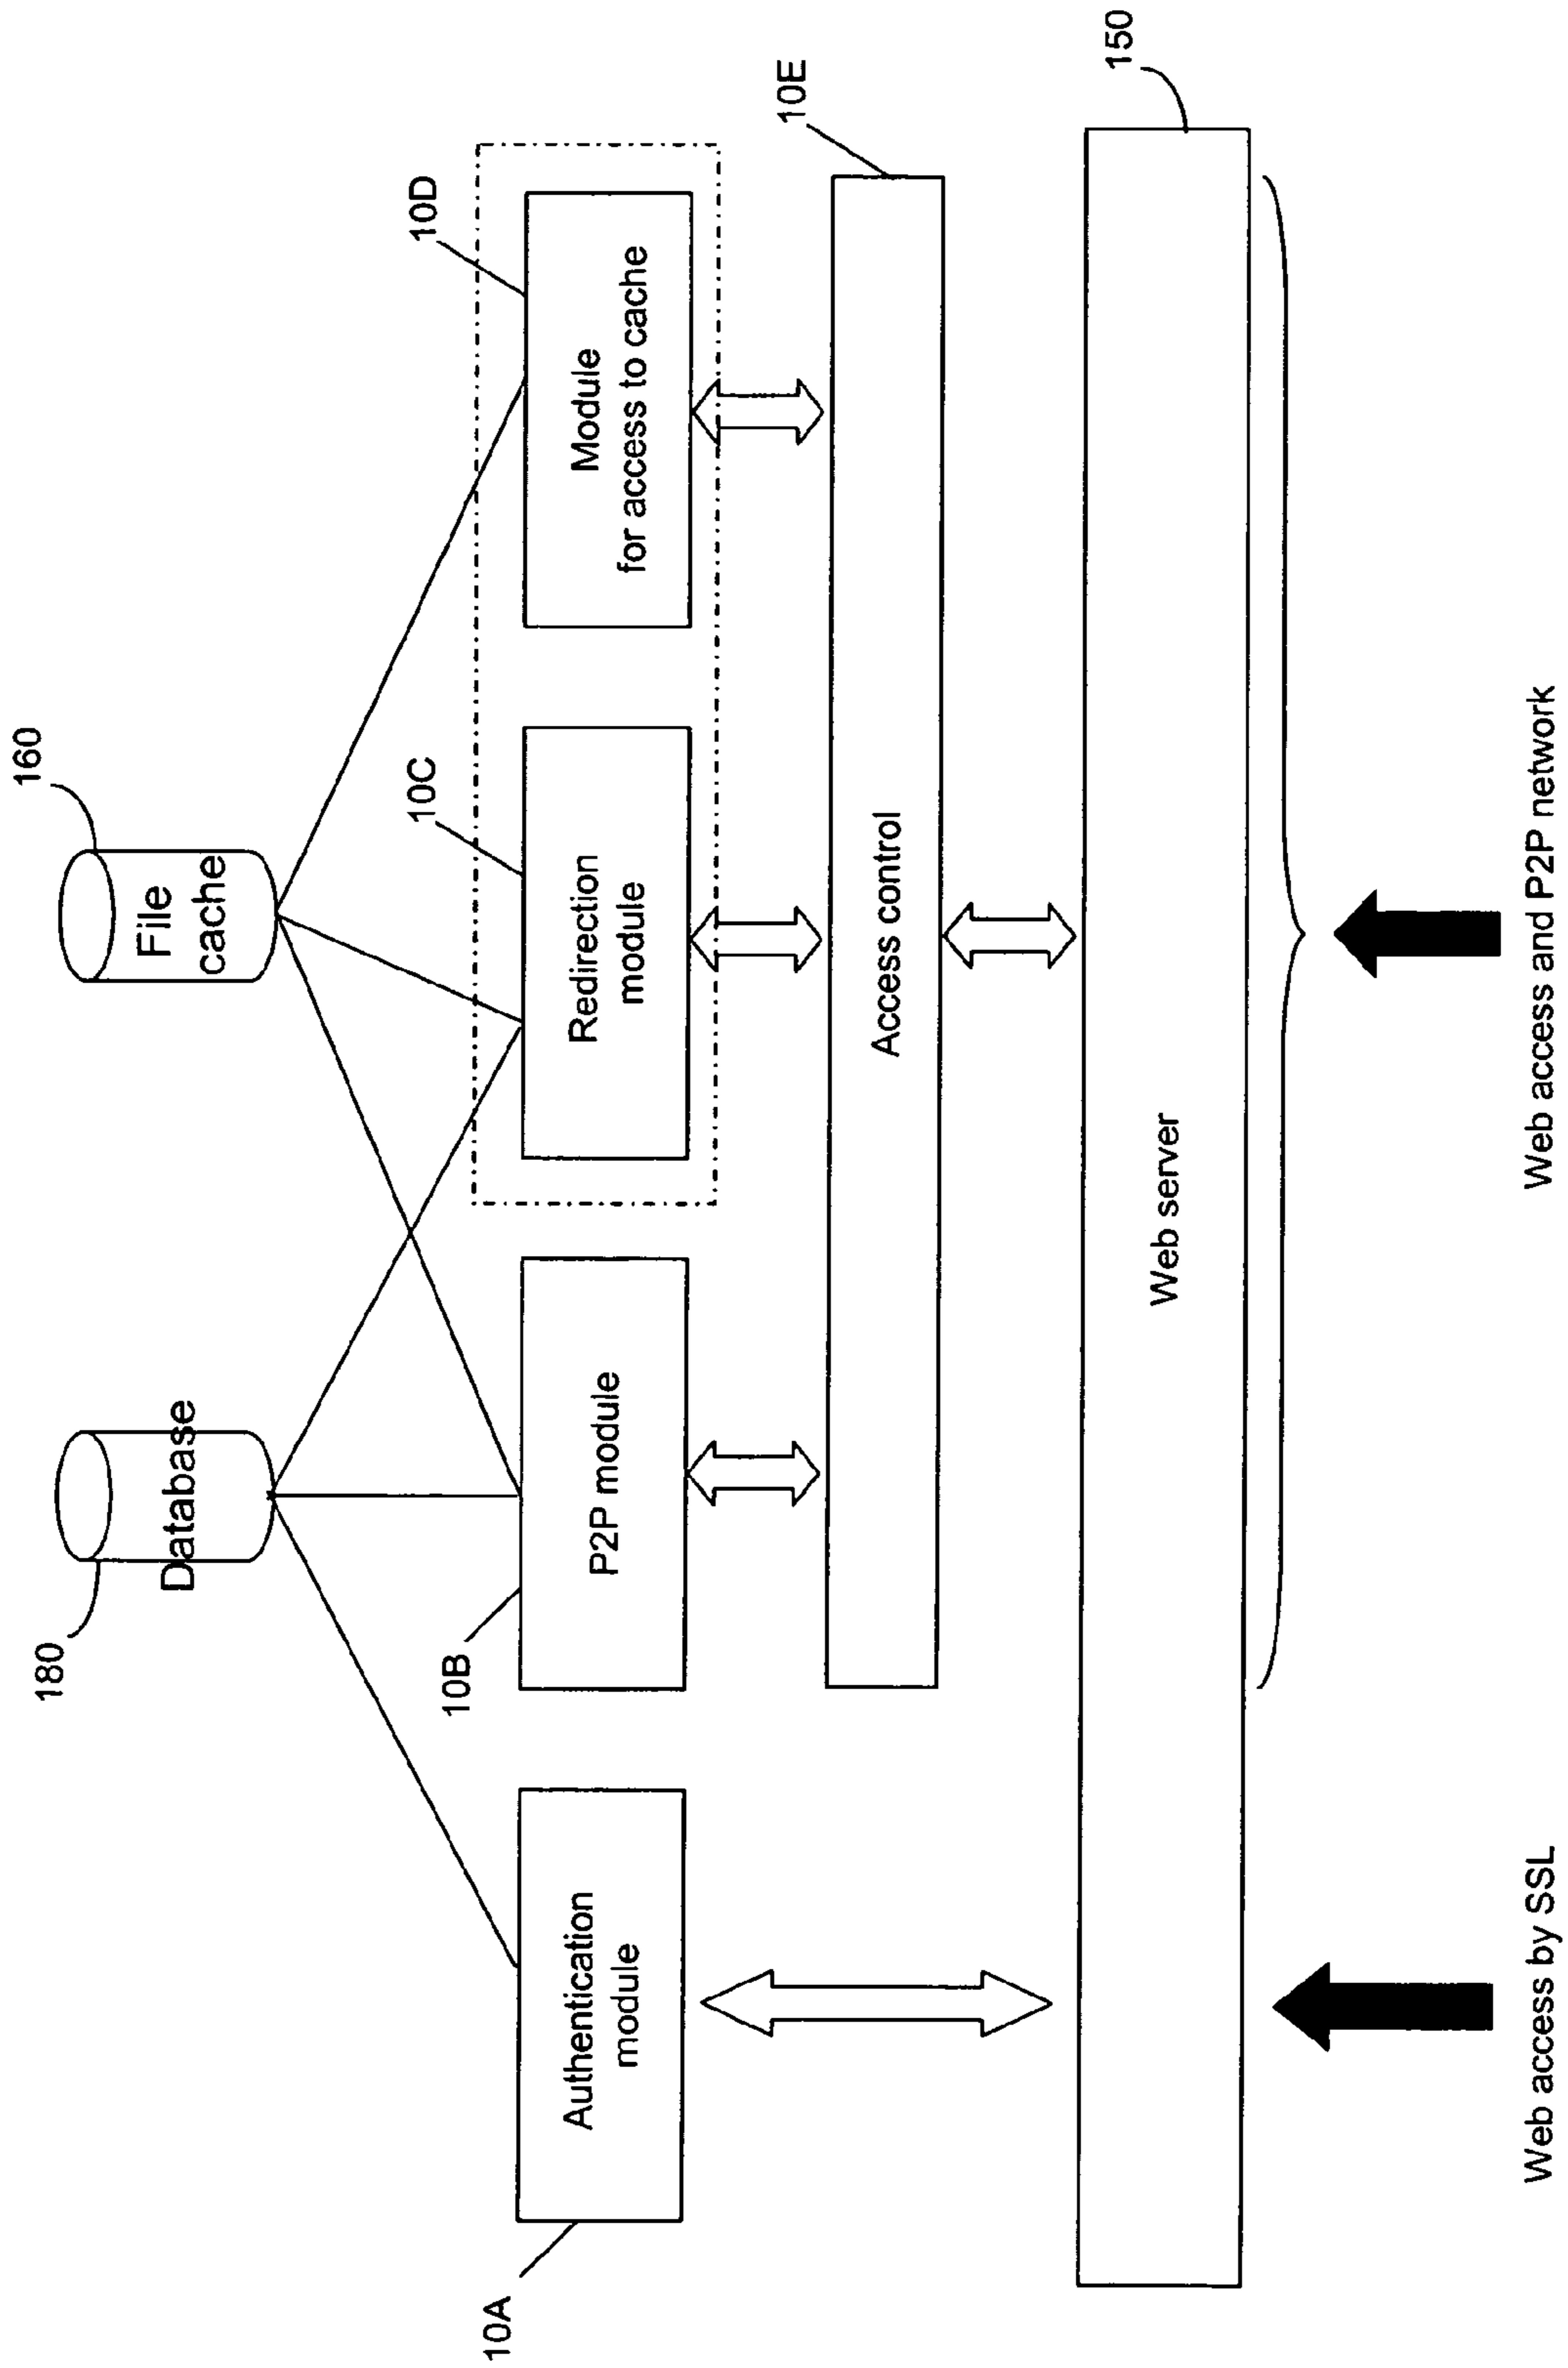 180
Database
160
File
cache
10A
Authentication
module
10B
P2P module
10C
Redirection
module
10D
Module
for access to cache
Access control
10E
Web server
150
Web access by SSL
Web access and P2P network